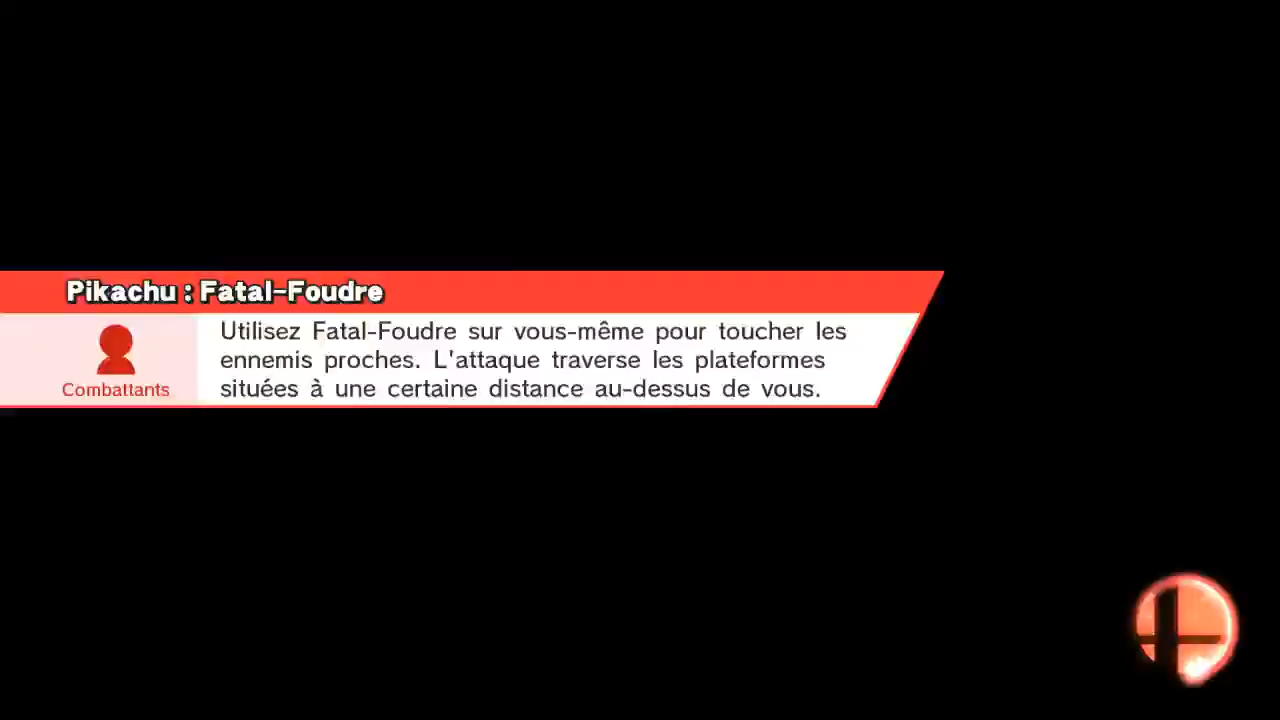 Pikachu : Fatal-Foudre
Utilisez Fatal-Foudre sur vous-même pour toucher les
ennemis proches. L'attaque traverse les plateformes
situées à une certaine distance au-dessus de vous.
Combattants